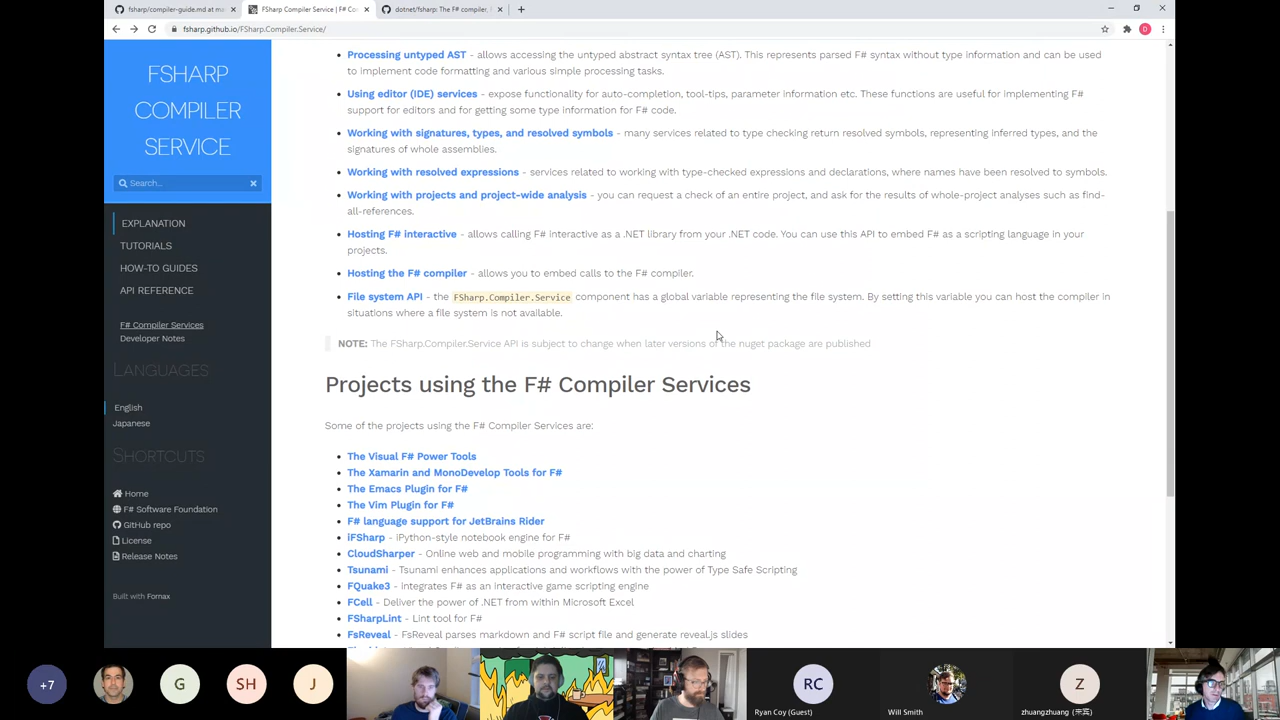 fsharp/compiler-guide.md at ma
FSharp Compiler Service | F# Co
dotnet/fsharp: The F# compiler,
fsharp.github.io/FSharp.Compiler.Service/
D
FSHARP
COMPILER
SERVICE
Search...
EXPLANATION
TUTORIALS
HOW-TO GUIDES
API REFERENCE
F# Compiler Services
Developer Notes
LANGUAGES
English
Japanese
SHORTCUTS
Home
F# Software Foundation
GitHub repo
License
Release Notes
Built with Fornax
Processing untyped AST - allows accessing the untyped abstract syntax tree (AST). This represents parsed F# syntax without type information and can be used
to implement code formatting and various simple processing tasks.
Using editor (IDE) services - expose functionality for auto-completion, tool-tips, parameter information etc. These functions are useful for implementing F#
support for editors and for getting some type information for F# code.
Working with signatures, types, and resolved symbols - many services related to type checking return resolved symbols, representing inferred types, and the
signatures of whole assemblies.
Working with resolved expressions - services related to working with type-checked expressions and declarations, where names have been resolved to symbols.
Working with projects and project-wide analysis - you can request a check of an entire project, and ask for the results of whole-project analyses such as find-
all-references.
Hosting F# interactive - allows calling F# interactive as a .NET library from your .NET code. You can use this API to embed F# as a scripting language in your
projects.
Hosting the F# compiler - allows you to embed calls to the F# compiler.
File system API - the FSharp.Compiler.Service component has a global variable representing the file system. By setting this variable you can host the compiler in
situations where a file system is not available.
NOTE: The FSharp.Compiler.Service API is subject to change when later versions of the nuget package are published
Projects using the F# Compiler Services
Some of the projects using the F# Compiler Services are:
The Visual F# Power Tools
The Xamarin and MonoDevelop Tools for F#
The Emacs Plugin for F#
The Vim Plugin for F#
F# language support for JetBrains Rider
iFSharp - iPython-style notebook engine for F#
CloudSharper - Online web and mobile programming with big data and charting
Tsunami - Tsunami enhances applications and workflows with the power of Type Safe Scripting
FQuake3 - integrates F# as an interactive game scripting engine
FCell - Deliver the power of .NET from within Microsoft Excel
FSharpLint - Lint tool for F#
FsReveal - FsReveal parses markdown and F# script file and generate reveal.js slides
+7
G
SH
J
RC
Ryan Coy (Guest)
Will Smith
Z